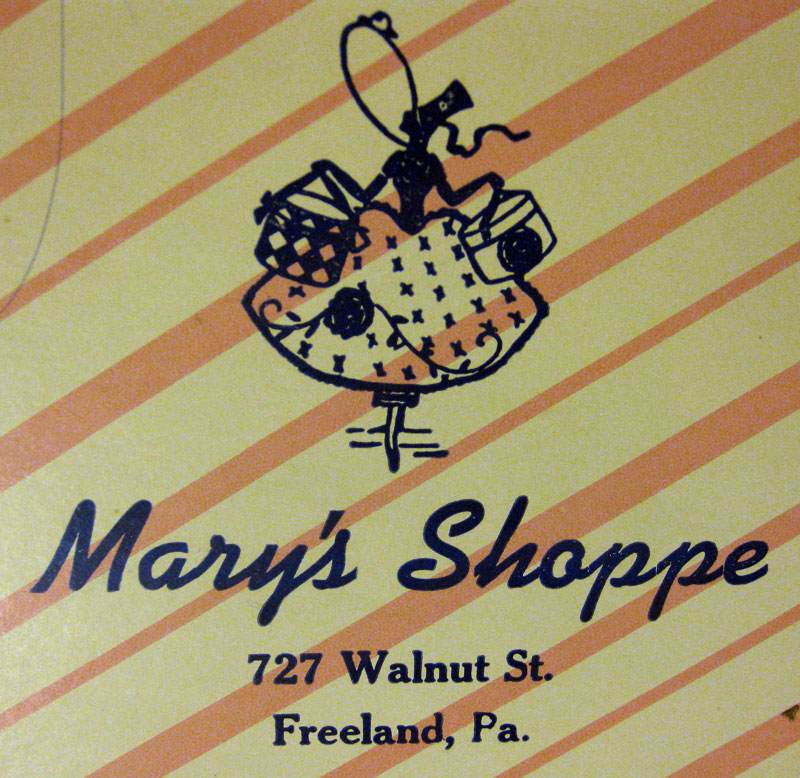 Mary's Shoppe
727 Walnut St.
Freeland, Pa.